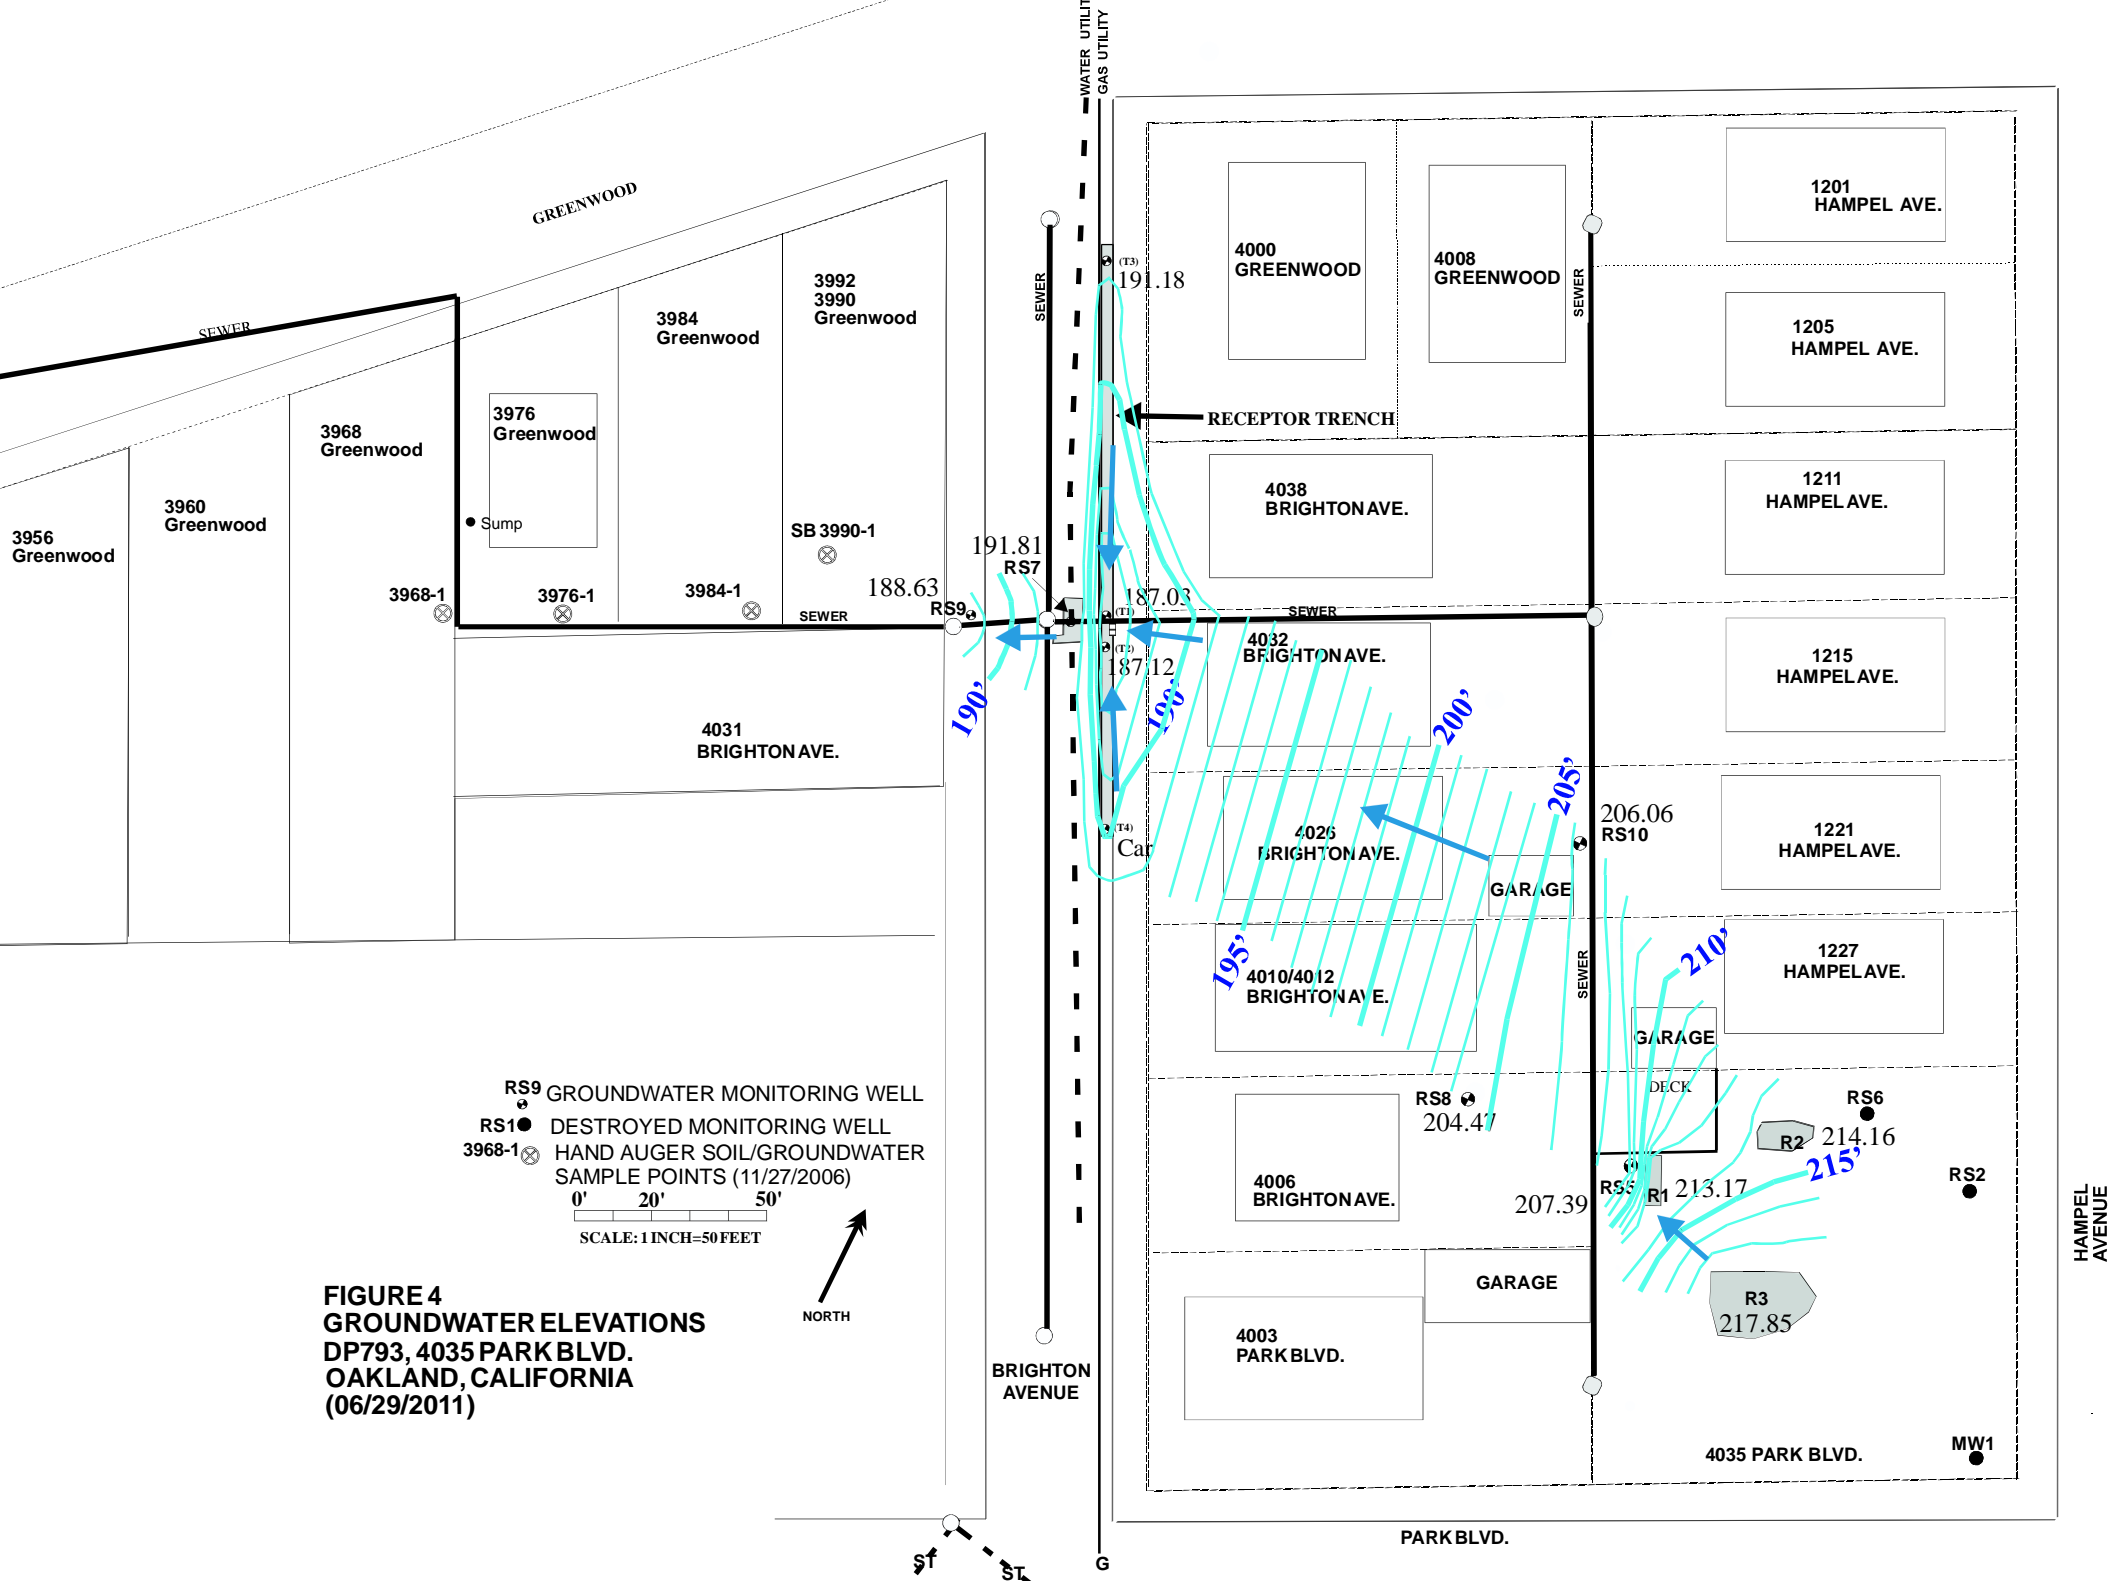 WATER UTILIT
GAS UTILITY
GREENWOOD
SEWER
3992
3990
Greenwood
3984
Greenwood
3976
Greenwood
3968
Greenwood
3960
Greenwood
3956
Greenwood
Sump
SB 3990-1
3968-1
3976-1
3984-1
SEWER
188.63
RS9
191.81
RS7
SEWER
(T3)
191.18
RECEPTOR TRENCH
187.03
(T1)
(T2)
187.12
(T4)
Car
190'
190'
4031
BRIGHTON AVE.
4000
GREENWOOD
4008
GREENWOOD
SEWER
1201
HAMPEL AVE.
1205
HAMPEL AVE.
1211
HAMPEL AVE.
1215
HAMPEL AVE.
1221
HAMPEL AVE.
1227
HAMPEL AVE.
4038
BRIGHTON AVE.
SEWER
4032
BRIGHTON AVE.
200'
205'
206.06
RS10
4026
BRIGHTON AVE.
GARAGE
195'
4010/4012
BRIGHTON AVE.
SEWER
210'
GARAGE
DECK
RS8
204.47
RS6
R2
214.16
215'
RS2
RS5
R1
213.17
207.39
4006
BRIGHTON AVE.
GARAGE
R3
217.85
4003
PARK BLVD.
4035 PARK BLVD.
MW1
HAMPEL
AVENUE
PARK BLVD.
RS9 GROUNDWATER MONITORING WELL
RS1 DESTROYED MONITORING WELL
3968-1 HAND AUGER SOIL/GROUNDWATER
SAMPLE POINTS (11/27/2006)
0' 20' 50'
SCALE: 1 INCH=50 FEET
NORTH
FIGURE 4
GROUNDWATER ELEVATIONS
DP793, 4035 PARK BLVD.
OAKLAND, CALIFORNIA
(06/29/2011)
BRIGHTON
AVENUE
ST
ST
G